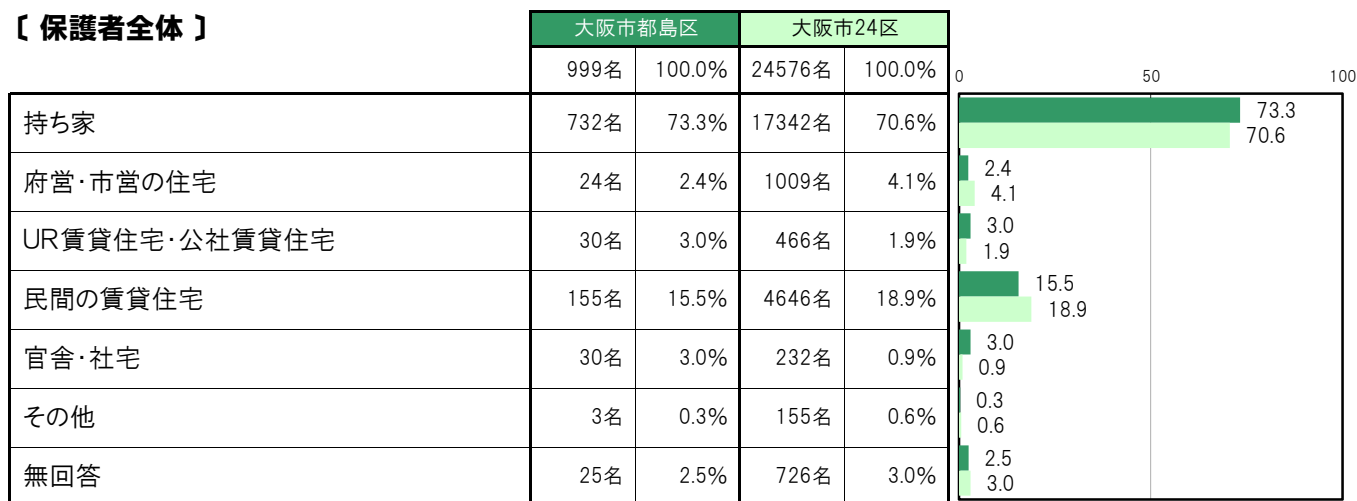 〔 保護者全体 〕
大阪市都島区 大阪市24区
999名 100.0% 24576名 100.0%
0 50 100
持ち家 732名 73.3% 17342名 70.6% 73.3
70.6
府営・市営の住宅 24名 2.4% 1009名 4.1% 2.4
4.1
UR賃貸住宅・公社賃貸住宅 30名 3.0% 466名 1.9% 3.0
1.9
民間の賃貸住宅 155名 15.5% 4646名 18.9% 15.5
18.9
官舎・社宅 30名 3.0% 232名 0.9% 3.0
0.9
その他 3名 0.3% 155名 0.6% 0.3
0.6
無回答 25名 2.5% 726名 3.0% 2.5
3.0